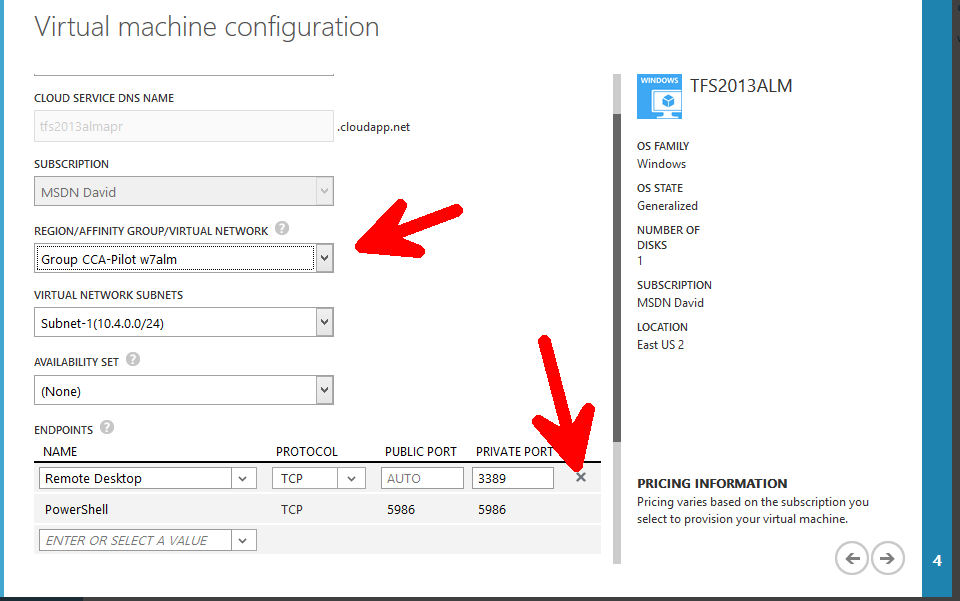 Virtual machine configuration
CLOUD SERVICE DNS NAME
tfs2013almapr .cloudapp.net
SUBSCRIPTION
MSDN David
REGION/AFFINITY GROUP/VIRTUAL NETWORK ?
Group CCA-Pilot w7alm
VIRTUAL NETWORK SUBNETS
Subnet-1(10.4.0.0/24)
AVAILABILITY SET ?
(None)
ENDPOINTS ?
NAME PROTOCOL PUBLIC PORT PRIVATE PORT
Remote Desktop TCP AUTO 3389
PowerShell TCP 5986 5986
ENTER OR SELECT A VALUE
WINDOWS
TFS2013ALM
OS FAMILY
Windows
OS STATE
Generalized
NUMBER OF
DISKS
1
SUBSCRIPTION
MSDN David
LOCATION
East US 2
PRICING INFORMATION
Pricing varies based on the subscription you
select to provision your virtual machine.
4